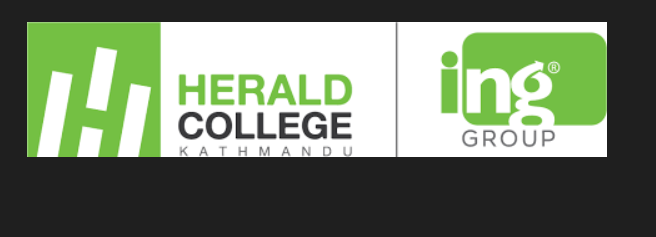 HERALD
COLLEGE
KATHMANDU
ing®
GROUP